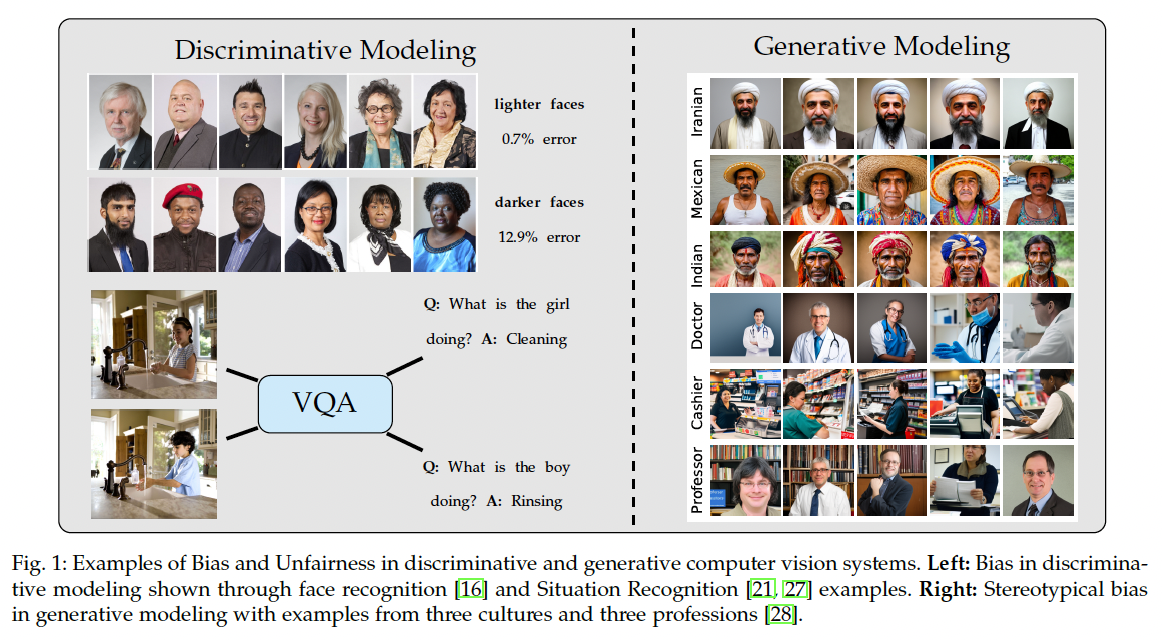 Discriminative Modeling
lighter faces
0.7% error
darker faces
12.9% error
Q: What is the girl
doing? A: Cleaning
VQA
Q: What is the boy
doing? A: Rinsing
Generative Modeling
Iranian
Mexican
Indian
Doctor
Cashier
Professor
Fig. 1: Examples of Bias and Unfairness in discriminative and generative computer vision systems. Left: Bias in discrimina-
tive modeling shown through face recognition [16] and Situation Recognition [21, 27] examples. Right: Stereotypical bias
in generative modeling with examples from three cultures and three professions [28].